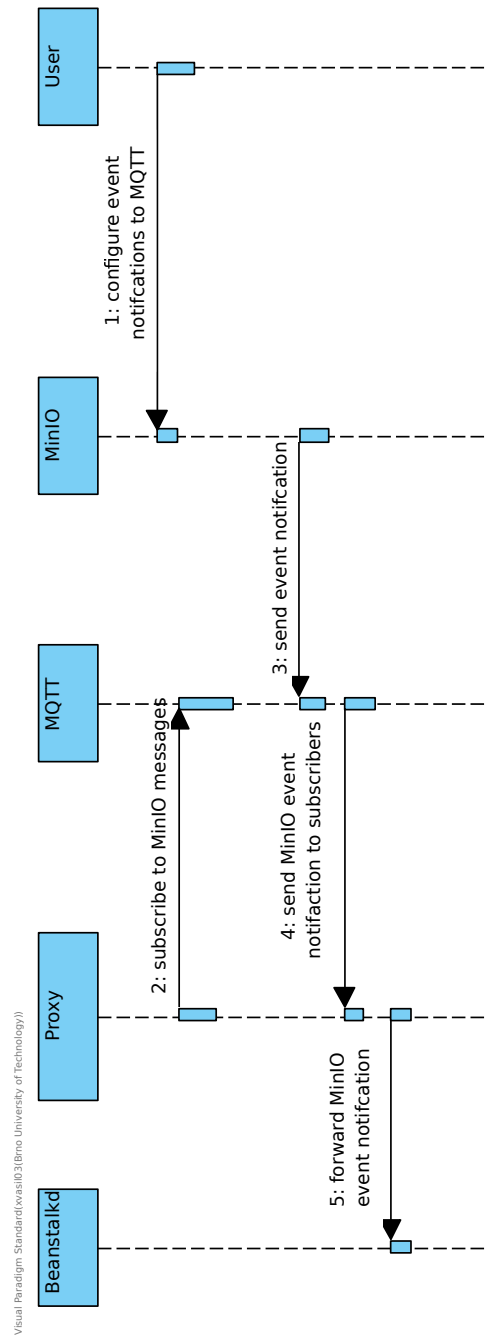 Visual Paradigm Standard(xvasil03(Brno University of Technology))
Beanstalkd
Proxy
MQTT
MinIO
User
1: configure event
notifcations to MQTT
2: subscribe to MinIO messages
3: send event notifcation
4: send MinIO event
notifaction to subscribers
5: forward MinIO
event notifcation